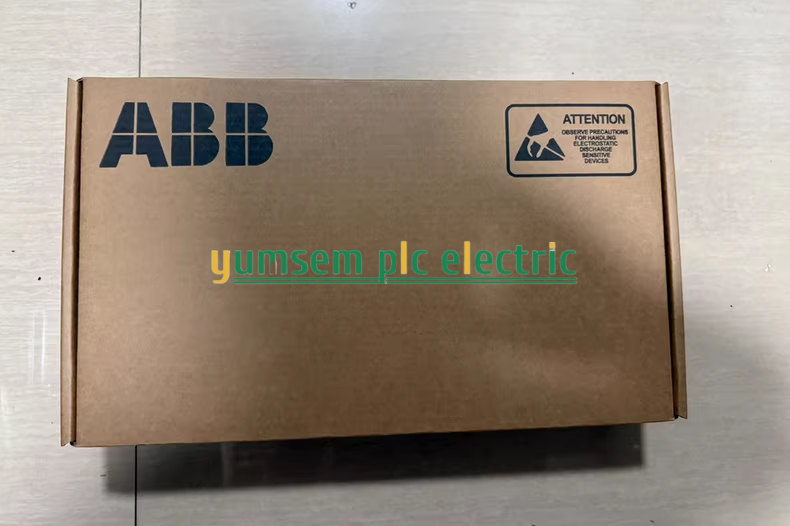 ABB
ATTENTION
OBSERVE PRECAUTIONS
FOR HANDLING
ELECTROSTATIC
DISCHARGE
SENSITIVE
DEVICES
yumsem plc electric